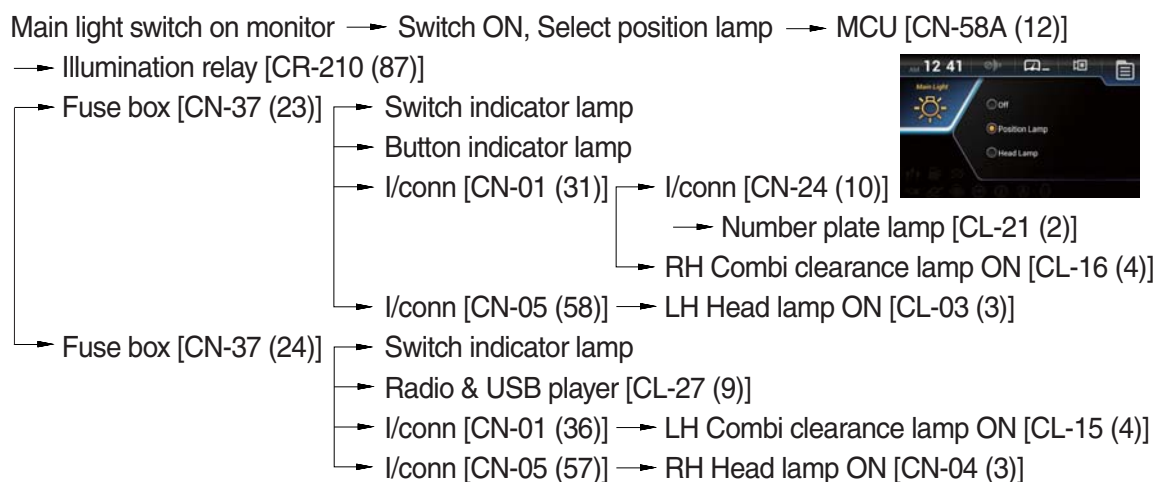 Main light switch on monitor → Switch ON, Select position lamp → MCU [CN-58A (12)]
→ Illumination relay [CR-210 (87)]
→ Fuse box [CN-37 (23)] → Switch indicator lamp
→ Button indicator lamp
→ I/conn [CN-01 (31)] → I/conn [CN-24 (10)]
→ Number plate lamp [CL-21 (2)]
→ RH Combi clearance lamp ON [CL-16 (4)]
→ I/conn [CN-05 (58)] → LH Head lamp ON [CL-03 (3)]
→ Fuse box [CN-37 (24)] → Switch indicator lamp
→ Radio & USB player [CL-27 (9)]
→ I/conn [CN-01 (36)] → LH Combi clearance lamp ON [CL-15 (4)]
→ I/conn [CN-05 (57)] → RH Head lamp ON [CN-04 (3)]
AM 12 41
Main Light
Off
Position Lamp
Head Lamp